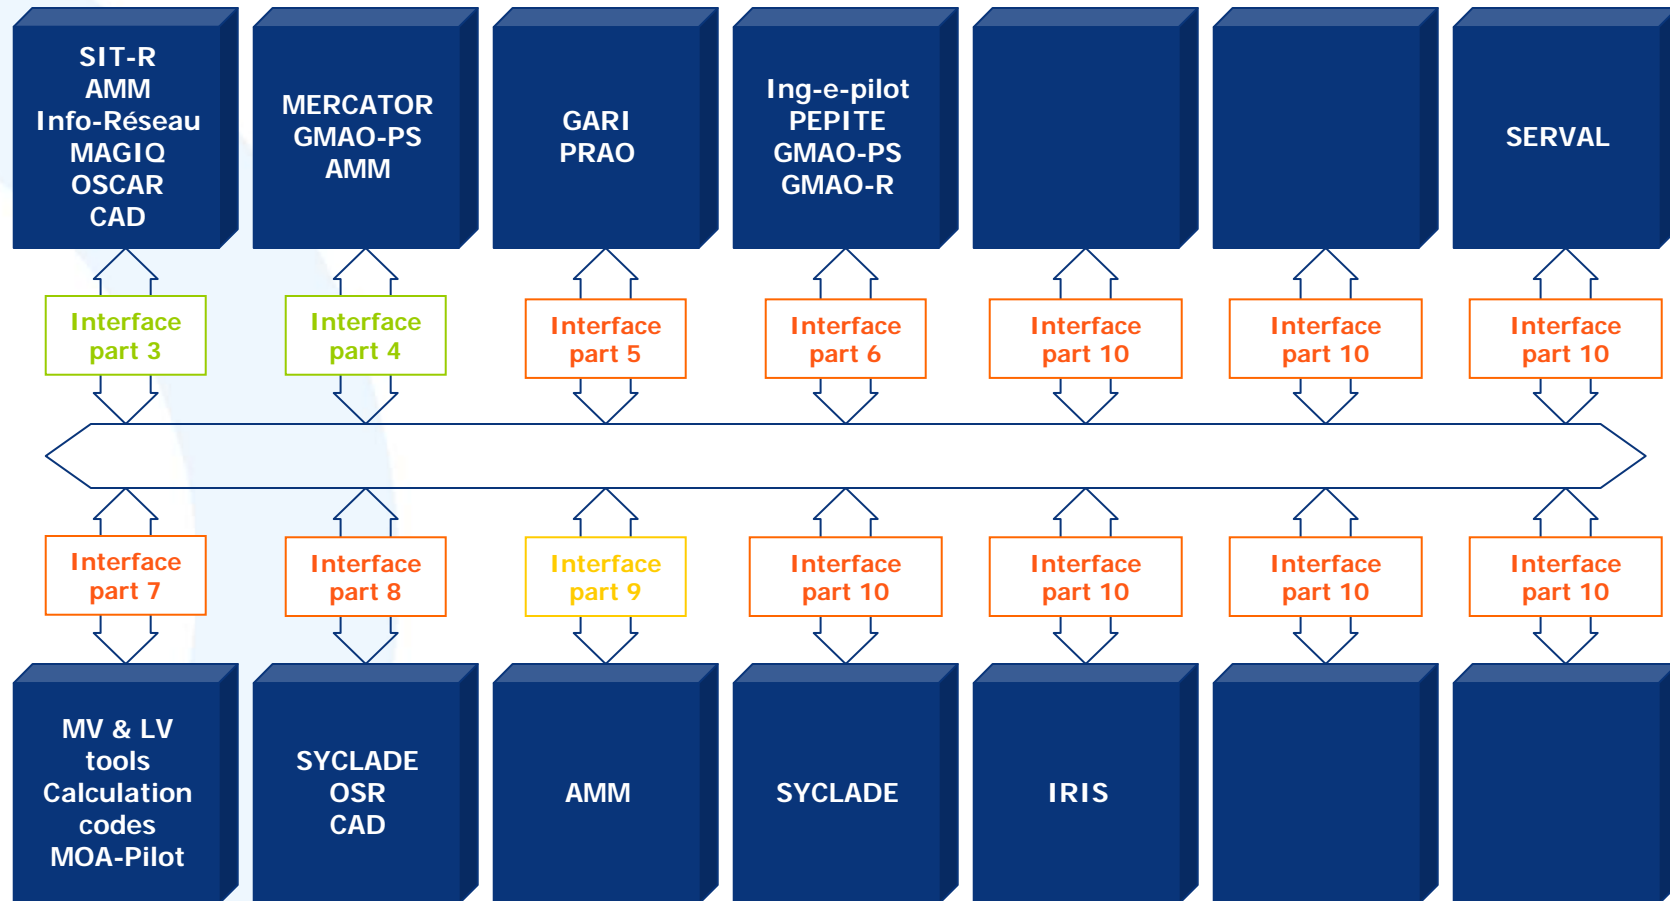 SIT-R
AMM
Info-Réseau
MAGIQ
OSCAR
CAD
MERCATOR
GMAO-PS
AMM
GARI
PRAO
Ing-e-pilot
PEPITE
GMAO-PS
GMAO-R
SERVAL
Interface
part 3
Interface
part 4
Interface
part 5
Interface
part 6
Interface
part 10
Interface
part 10
Interface
part 10
Interface
part 7
Interface
part 8
Interface
part 9
Interface
part 10
Interface
part 10
Interface
part 10
Interface
part 10
MV & LV
tools
Calculation
codes
MOA-Pilot
SYCLADE
OSR
CAD
AMM
SYCLADE
IRIS